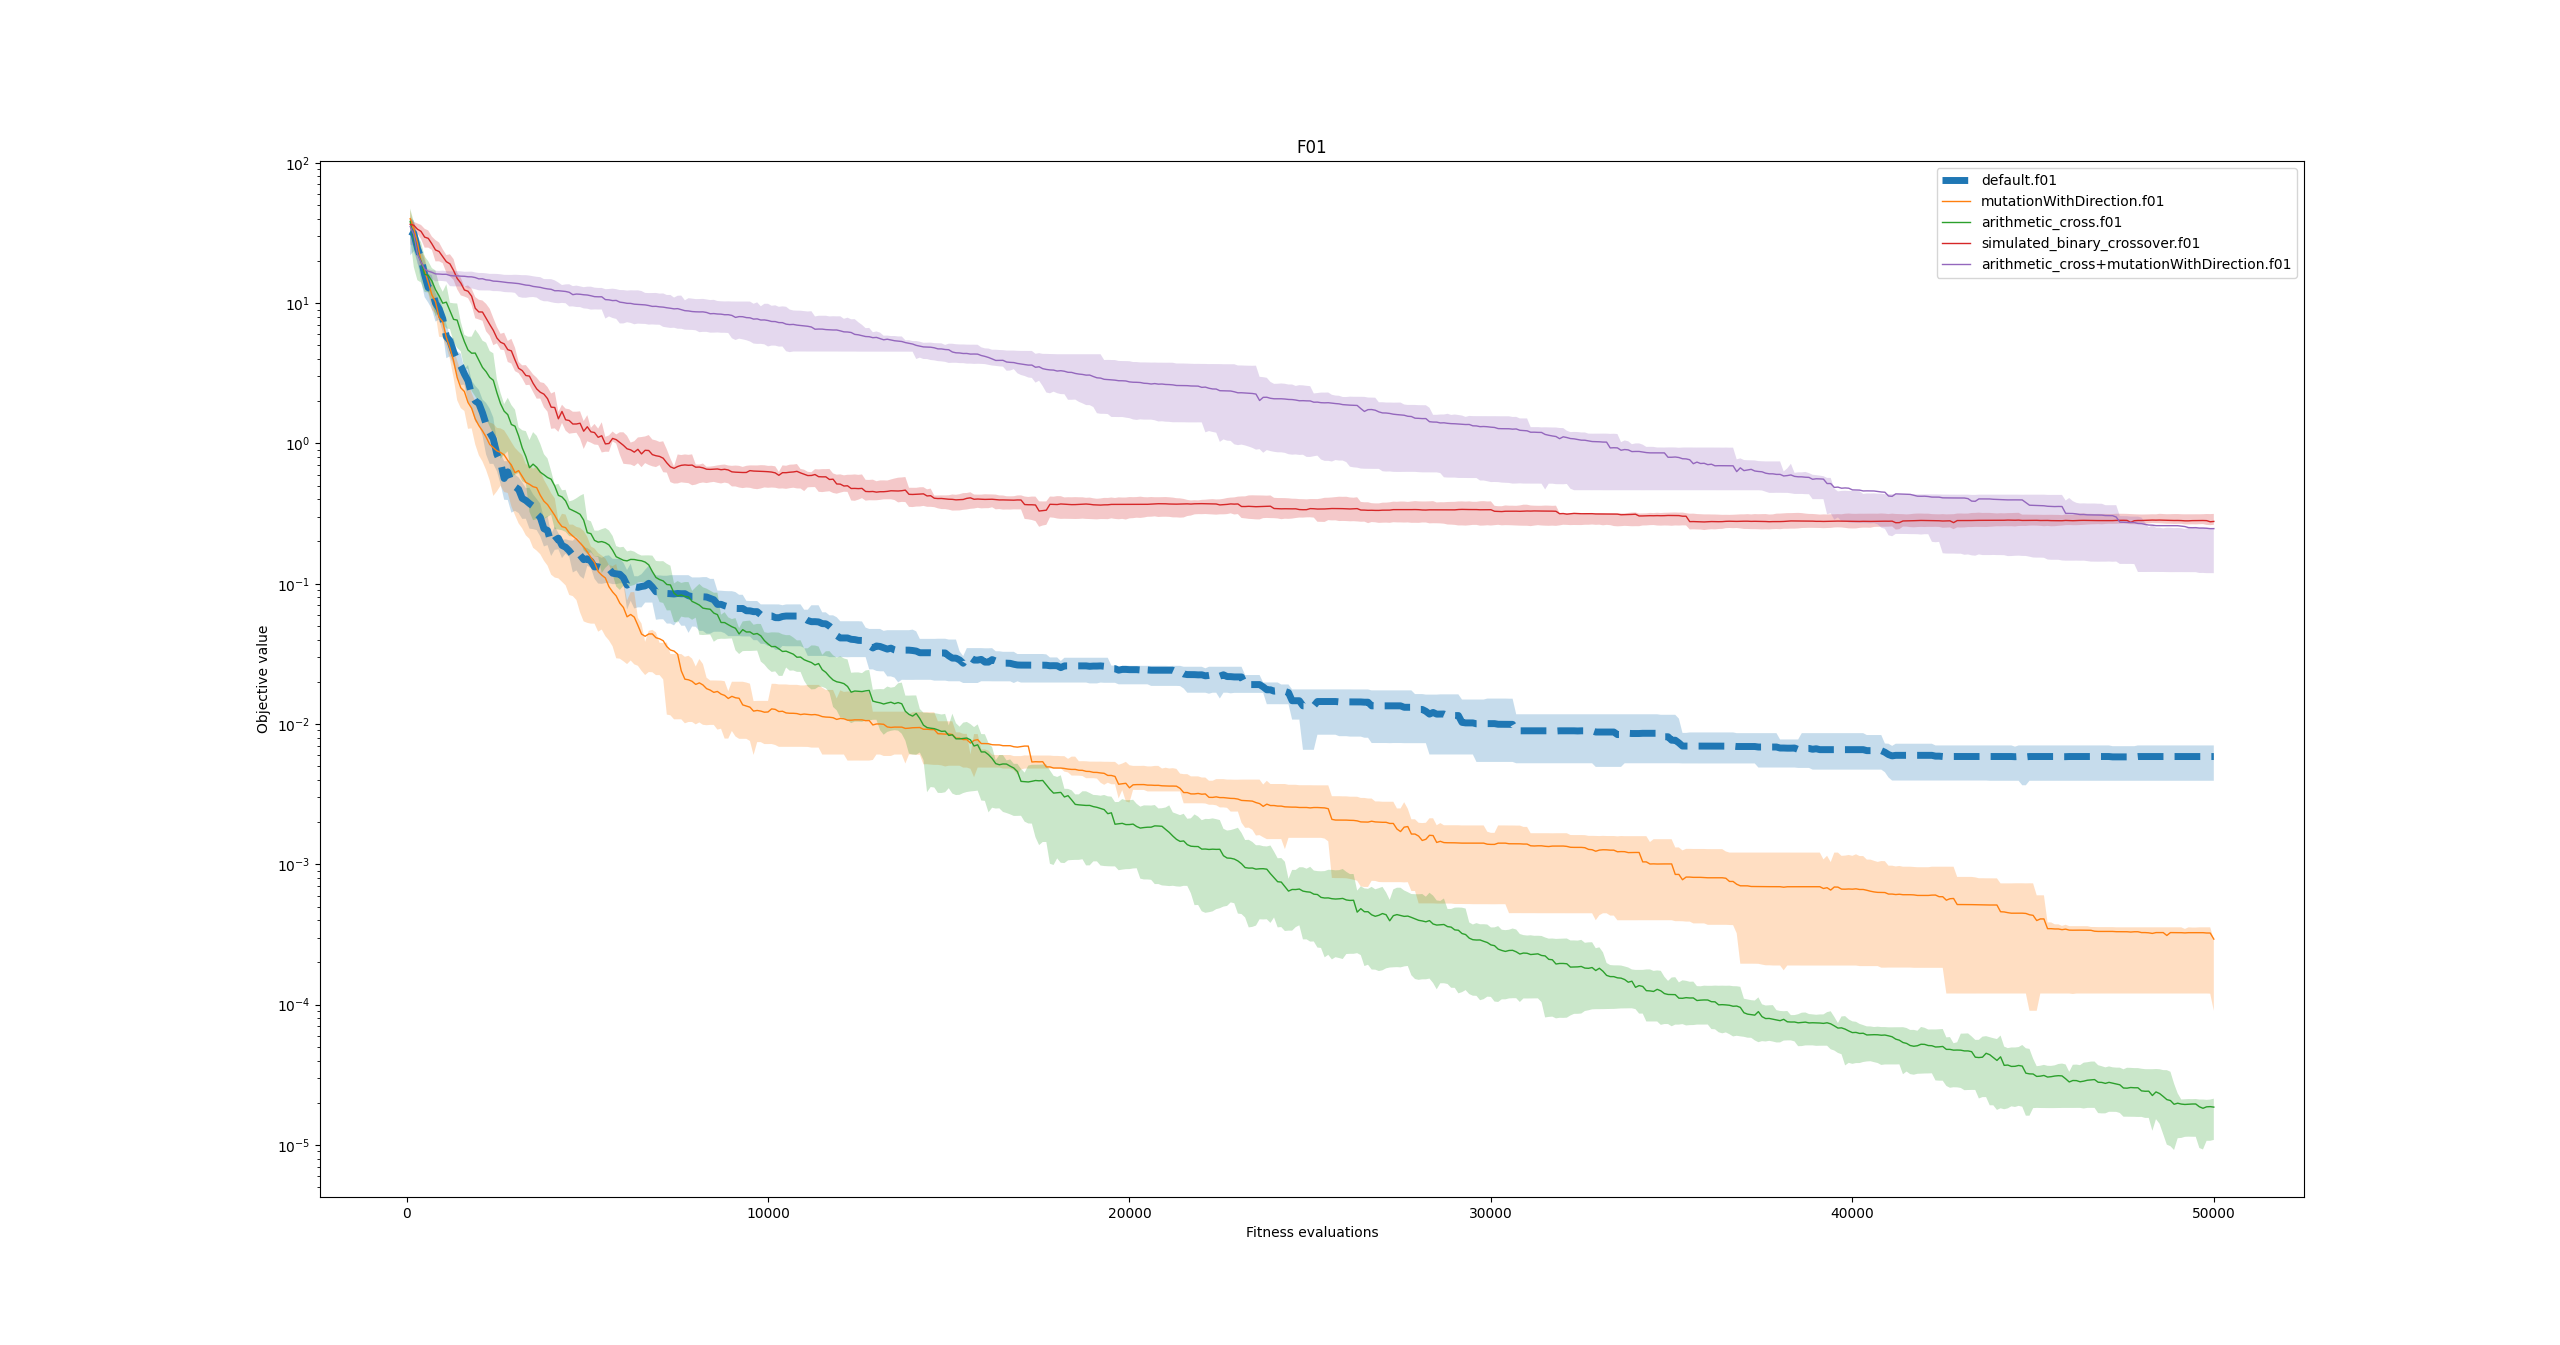 F01
10²
10¹
10⁰
10⁻¹
10⁻²
10⁻³
10⁻⁴
10⁻⁵
Objective value
default.f01
mutationWithDirection.f01
arithmetic_cross.f01
simulated_binary_crossover.f01
arithmetic_cross+mutationWithDirection.f01
0 10000 20000 30000 40000 50000
Fitness evaluations